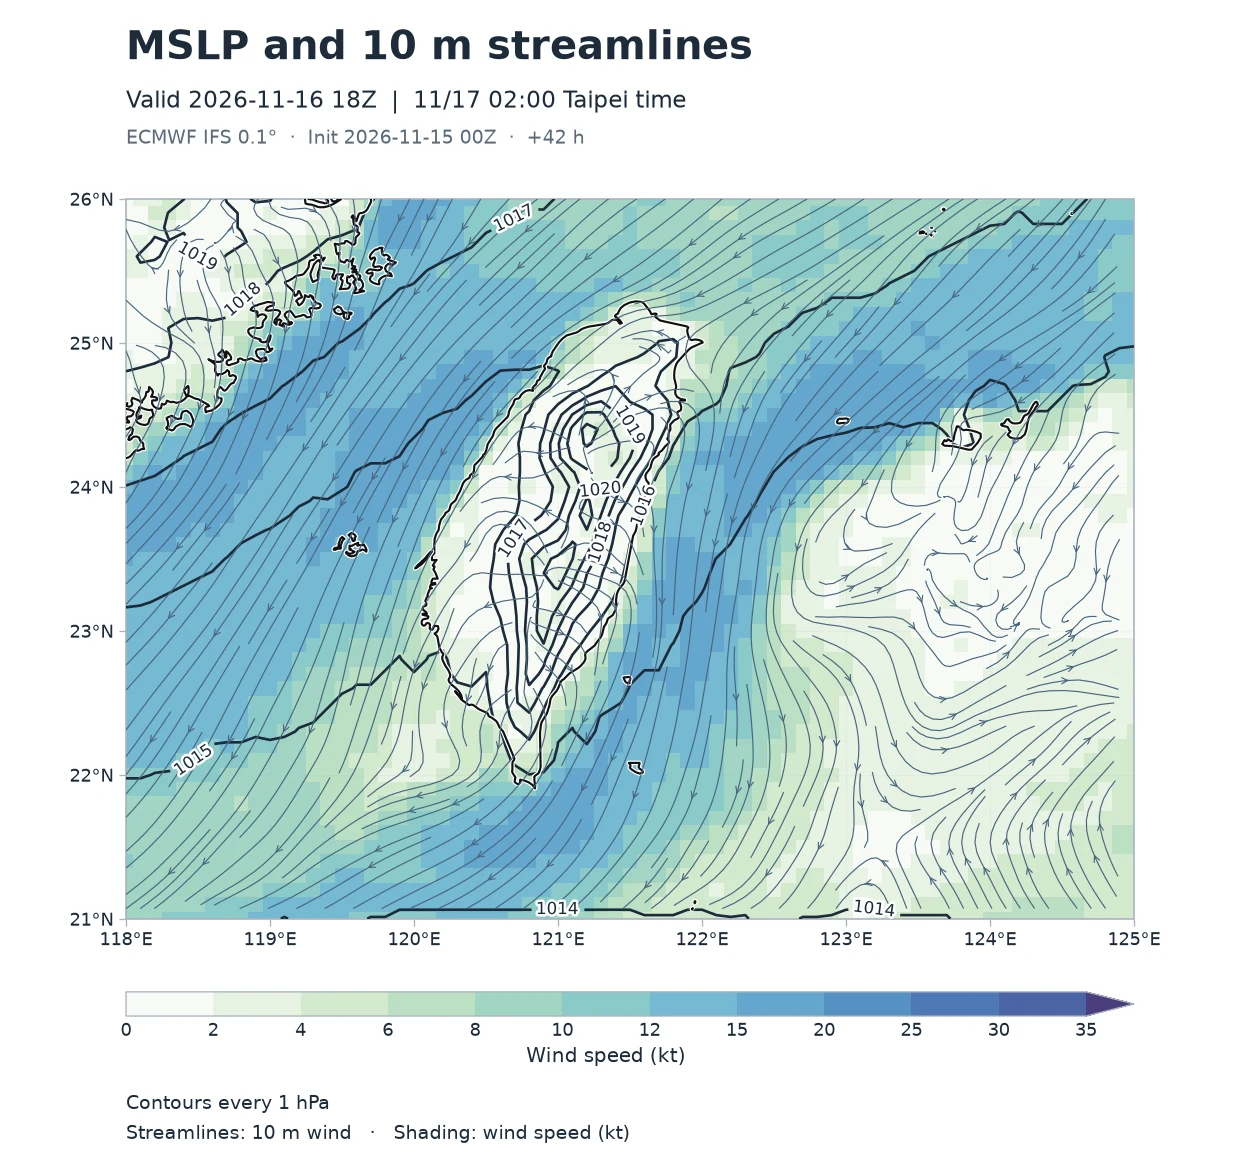 MSLP and 10 m streamlines
Valid 2026-11-16 18Z | 11/17 02:00 Taipei time
ECMWF IFS 0.1° · Init 2026-11-15 00Z · +42 h
26°N
25°N
24°N
23°N
22°N
21°N
1017
1019
1018
1019
1020
1016
1017
1018
1015
1014
1014
118°E 119°E 120°E 121°E 122°E 123°E 124°E 125°E
0 2 4 6 8 10 12 15 20 25 30 35
Wind speed (kt)
Contours every 1 hPa
Streamlines: 10 m wind · Shading: wind speed (kt)